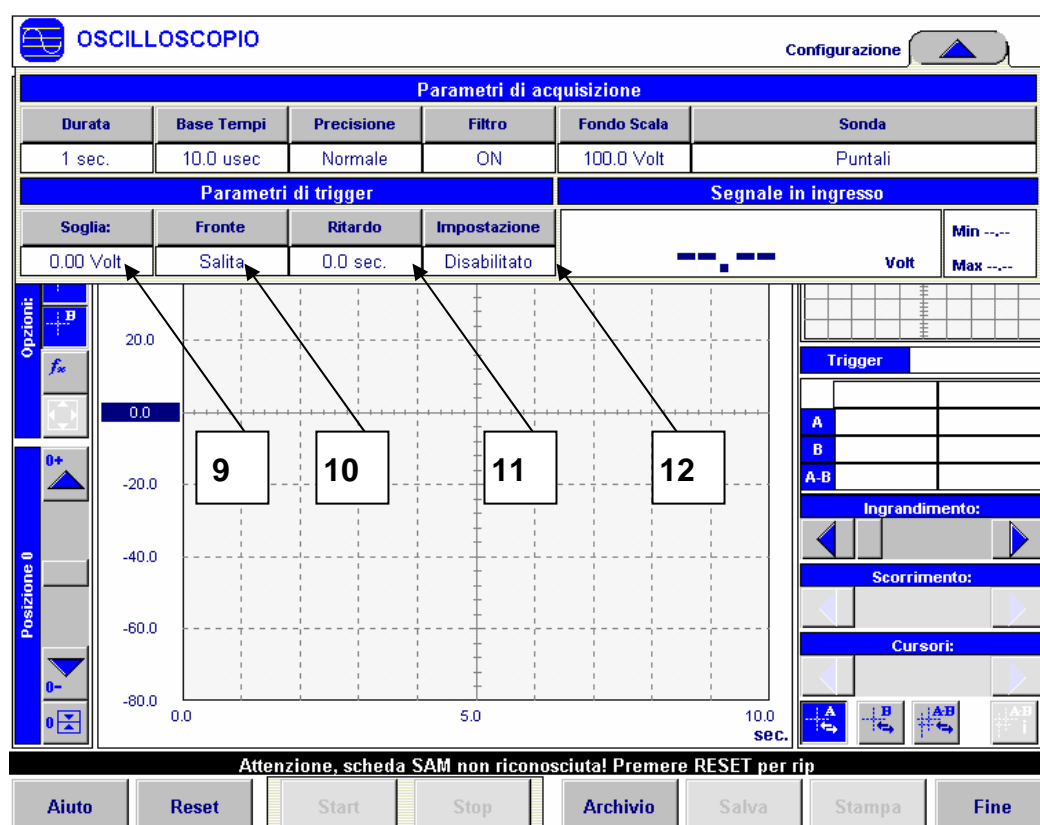 OSCILLOSCOPIO
Configurazione
Parametri di acquisizione
Durata Base Tempi Precisione Filtro Fondo Scala Sonda
1 sec. 10.0 usec Normale ON 100.0 Volt Puntali
Parametri di trigger Segnale in ingresso
Soglia: Fronte Ritardo Impostazione
0.00 Volt Salita 0.0 sec. Disabilitato
--.-- Volt
Min --.--
Max --.--
Opzioni:
B
fx
20.0
0.0
-20.0
-40.0
-60.0
-80.0
0.0 5.0 10.0
sec.
9 10 11 12
0+
Posizione 0
0-
0
Trigger
A
B
A-B
Ingrandimento:
Scorrimento:
Cursori:
A B A-B A-B i
Attenzione, scheda SAM non riconosciuta! Premere RESET per rip
Aiuto Reset Start Stop Archivio Salva Stampa Fine